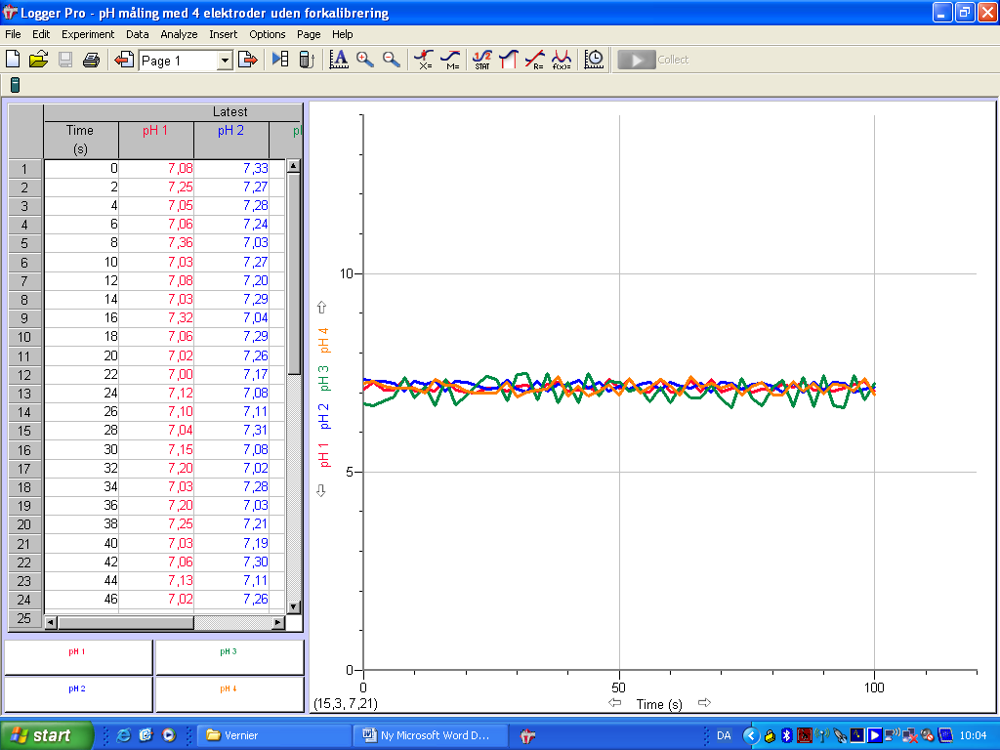 Logger Pro - pH måling med 4 elektroder uden forkalibrering
File Edit Experiment Data Analyze Insert Options Page Help
Page 1
A X= M= STAT R= f(x)= Collect
Latest
Time pH 1 pH 2
(s)
1 0 7,08 7,33
2 2 7,25 7,27
3 4 7,05 7,28
4 6 7,06 7,24
5 8 7,36 7,03
6 10 7,03 7,27
7 12 7,08 7,20
8 14 7,03 7,29
9 16 7,32 7,04
10 18 7,06 7,29
11 20 7,02 7,26
12 22 7,00 7,17
13 24 7,12 7,08
14 26 7,10 7,11
15 28 7,04 7,31
16 30 7,15 7,08
17 32 7,20 7,02
18 34 7,03 7,28
19 36 7,20 7,03
20 38 7,25 7,21
21 40 7,03 7,19
22 42 7,06 7,30
23 44 7,13 7,11
24 46 7,02 7,26
25
pH 1 pH 3
pH 2 pH 4
10
5
0
pH 1 pH 2 pH 3 pH 4
0 50 100
(15,3, 7,21) Time (s)
start Vernier Ny Microsoft Word D... DA 10:04